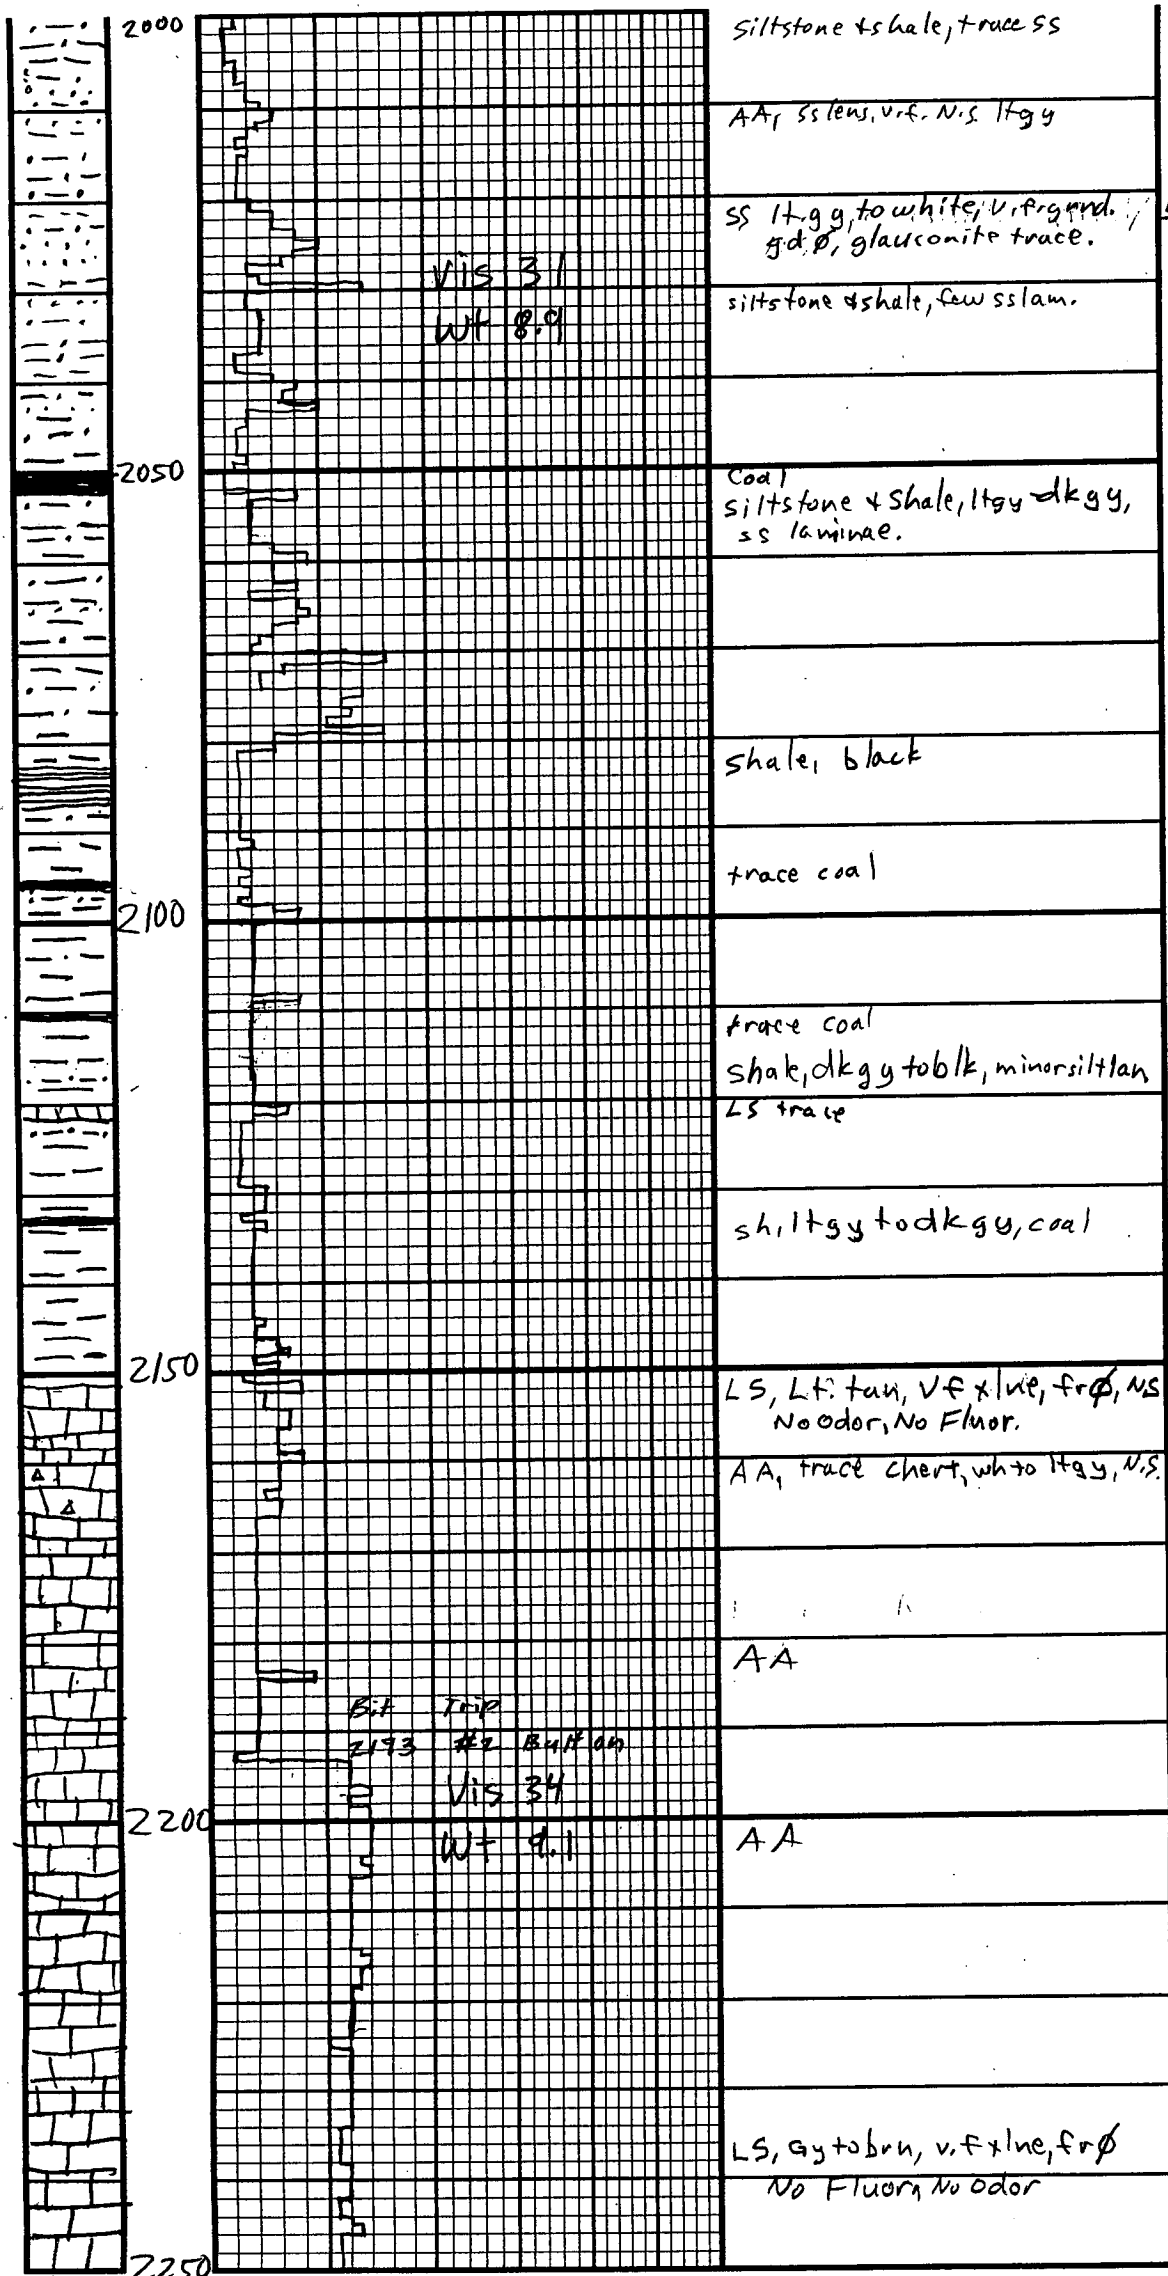 2000
siltstone & shale, trace ss
AA, ss lens, v.f. N.S. ltgy
ss lt.gy, to white, v.f.grnd.
gd Ø, glauconite trace.
Vis 31
Wt 8.9
siltstone & shale, few ss lam.
2050
Coal
siltstone & Shale, ltgy-dkgy,
ss laminae.
shale, black
trace coal
2100
trace coal
shale, dkgy to blk, minor silt lam
LS trace
sh, ltgy to dkgy, coal
2150
LS, Lt. tan, Vf xlne, fr Ø, NS
No Odor, No Fluor.
AA, trace chert, wh to ltgy, N.S.
AA
Bit Trip
2193 #2 Button
Vis 34
2200
Wt 9.1
AA
LS, Gy to brn, v.f xlne, fr Ø
No Fluor, No Odor
2250